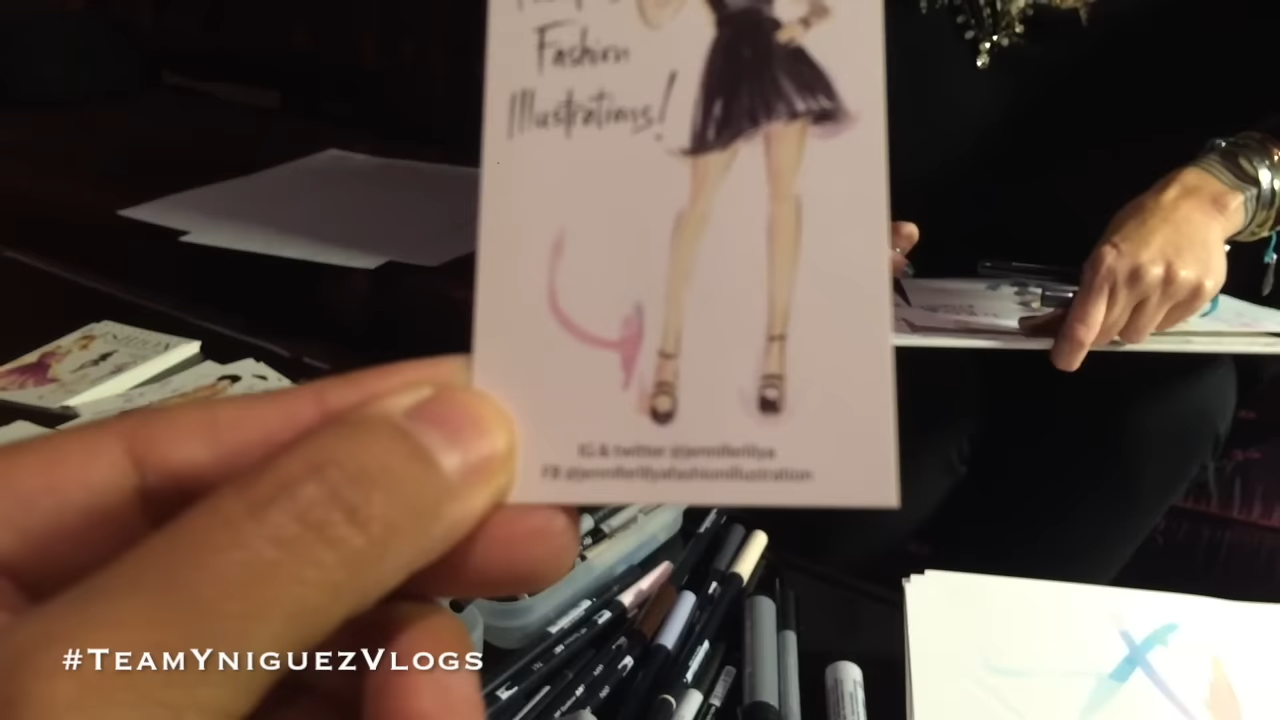 Fashion
Illustrations!
IG & twitter @jenniferlilya
FB @jenniferlilyafashionillustration
#TeamYniguezVlogs